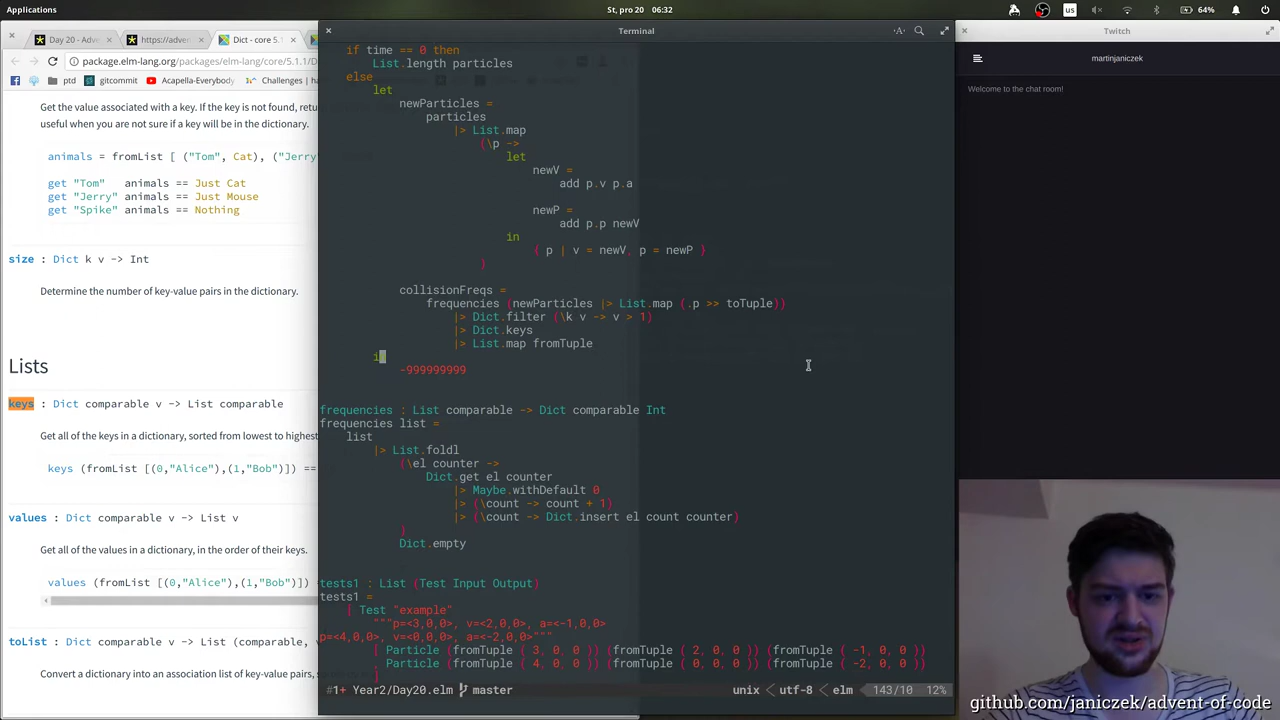 Applications
St, pro 20 06:32
us
64%
Day 20 - Adv
https://adven
Dict - core 5.1
package.elm-lang.org/packages/elm-lang/core/5.1.1/D
ptd
gitcommit
Acapella-Everybody
Challenges | ha
Get the value associated with a key. If the key is not found, retu
useful when you are not sure if a key will be in the dictionary.
animals = fromList [ ("Tom", Cat), ("Jerry
get "Tom" animals == Just Cat
get "Jerry" animals == Just Mouse
get "Spike" animals == Nothing
size : Dict k v -> Int
Determine the number of key-value pairs in the dictionary.
Lists
keys : Dict comparable v -> List comparable
Get all of the keys in a dictionary, sorted from lowest to highest
keys (fromList [(0,"Alice"),(1,"Bob")]) ==
values : Dict comparable v -> List v
Get all of the values in a dictionary, in the order of their keys.
values (fromList [(0,"Alice"),(1,"Bob")])
toList : Dict comparable v -> List (comparable,
Convert a dictionary into an association list of key-value pairs, s
Terminal
if time == 0 then
List.length particles
else
let
newParticles =
particles
|> List.map
(\p ->
let
newV =
add p.v p.a
newP =
add p.p newV
in
{ p | v = newV, p = newP }
)
collisionFreqs =
frequencies (newParticles |> List.map (.p >> toTuple))
|> Dict.filter (\k v -> v > 1)
|> Dict.keys
|> List.map fromTuple
in
-999999999
frequencies : List comparable -> Dict comparable Int
frequencies list =
list
|> List.foldl
(\el counter ->
Dict.get el counter
|> Maybe.withDefault 0
|> (\count -> count + 1)
|> (\count -> Dict.insert el count counter)
)
Dict.empty
tests1 : List (Test Input Output)
tests1 =
[ Test "example"
"""p=<3,0,0>, v=<2,0,0>, a=<-1,0,0>
p=<4,0,0>, v=<0,0,0>, a=<-2,0,0>"""
[ Particle (fromTuple ( 3, 0, 0 )) (fromTuple ( 2, 0, 0 )) (fromTuple ( -1, 0, 0 ))
, Particle (fromTuple ( 4, 0, 0 )) (fromTuple ( 0, 0, 0 )) (fromTuple ( -2, 0, 0 ))
]
#1+ Year2/Day20.elm master
unix < utf-8 < elm
143/10 12%
Twitch
martinjaniczek
Welcome to the chat room!
github.com/janiczek/advent-of-code